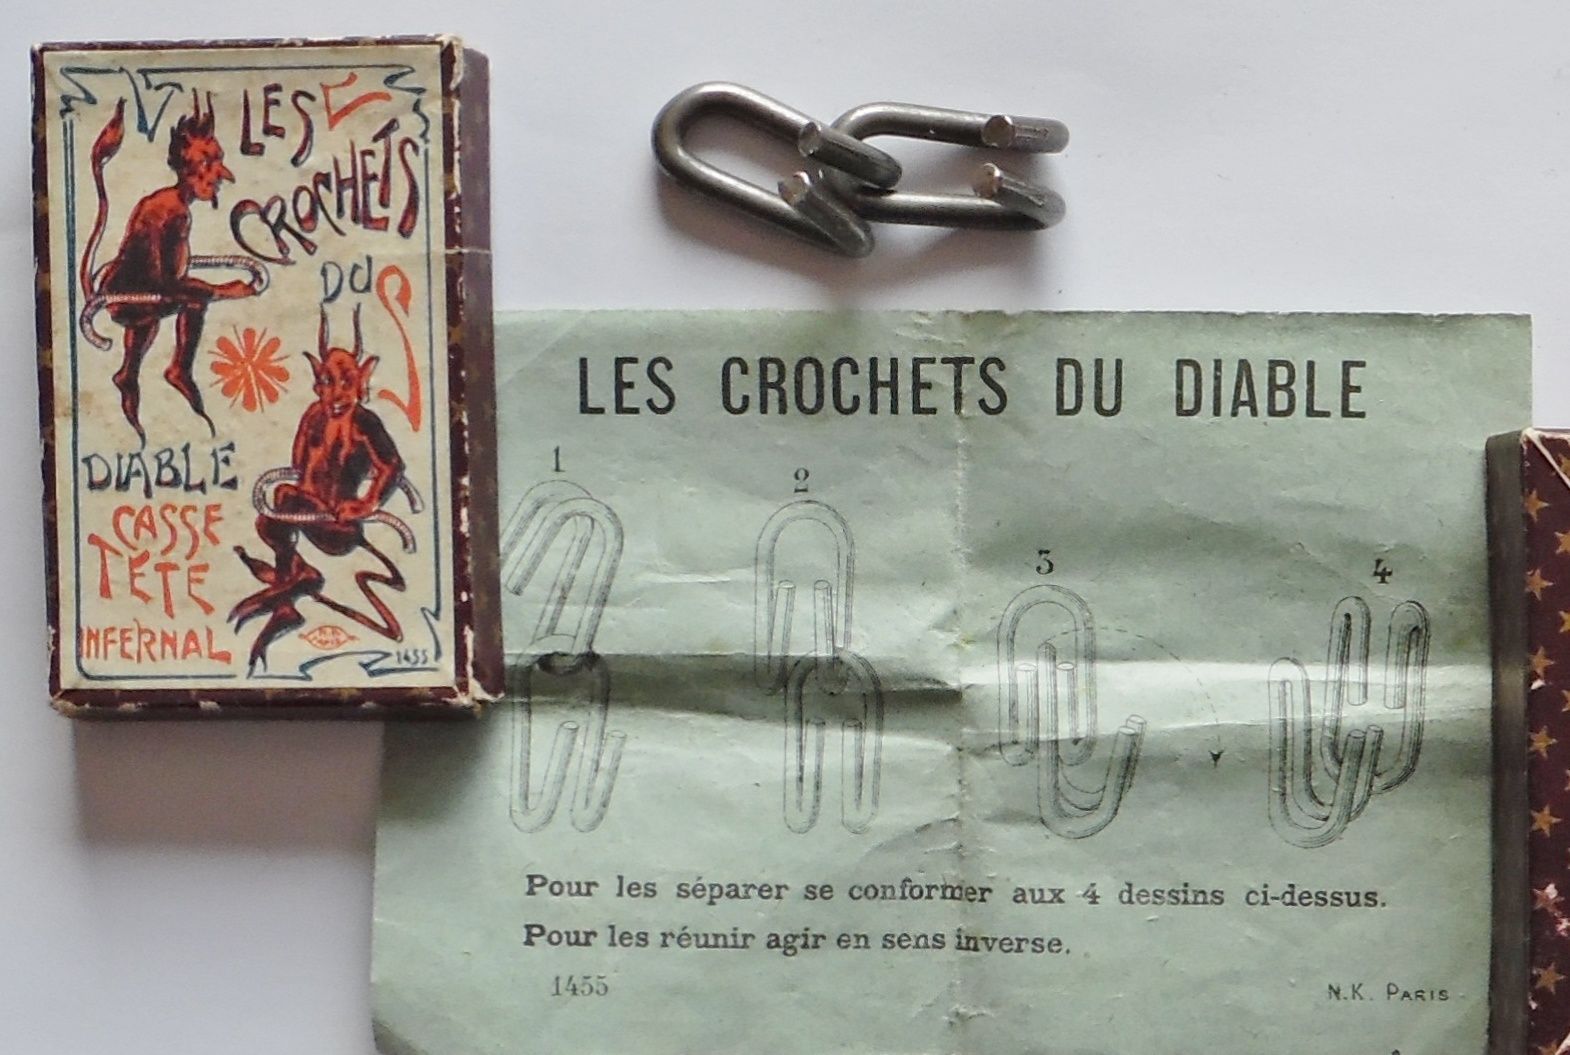 LES
CROCHETS
DU
DIABLE
CASSE
TETE
INFERNAL
N.K.
PARIS
1455
LES CROCHETS DU DIABLE
1
2
3
4
Pour les séparer se conformer aux 4 dessins ci-dessus.
Pour les réunir agir en sens inverse.
1455
N.K. PARIS